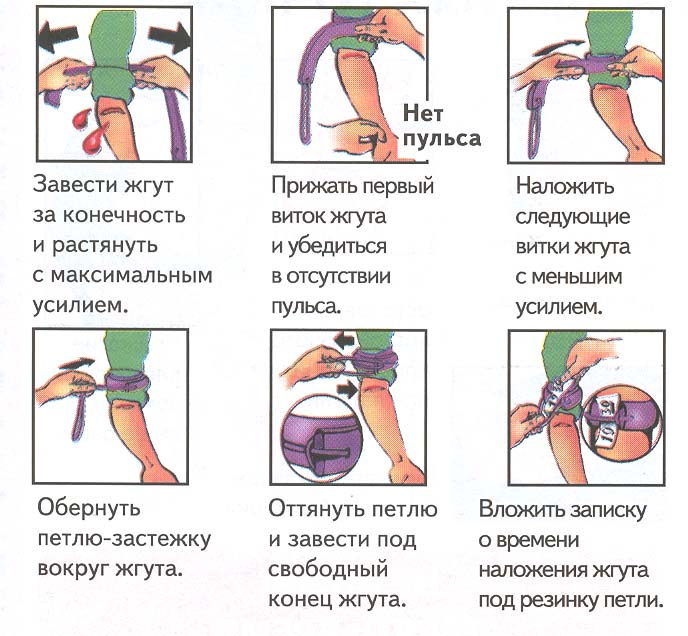 Нет
пульса
Завести жгут
за конечность
и растянуть
с максимальным
усилием.
Прижать первый
виток жгута
и убедиться
в отсутствии
пульса.
Наложить
следующие
витки жгута
с меньшим
усилием.
10 30
Обернуть
петлю-застежку
вокруг жгута.
Оттянуть петлю
и завести под
свободный
конец жгута.
Вложить записку
о времени
наложения жгута
под резинку петли.